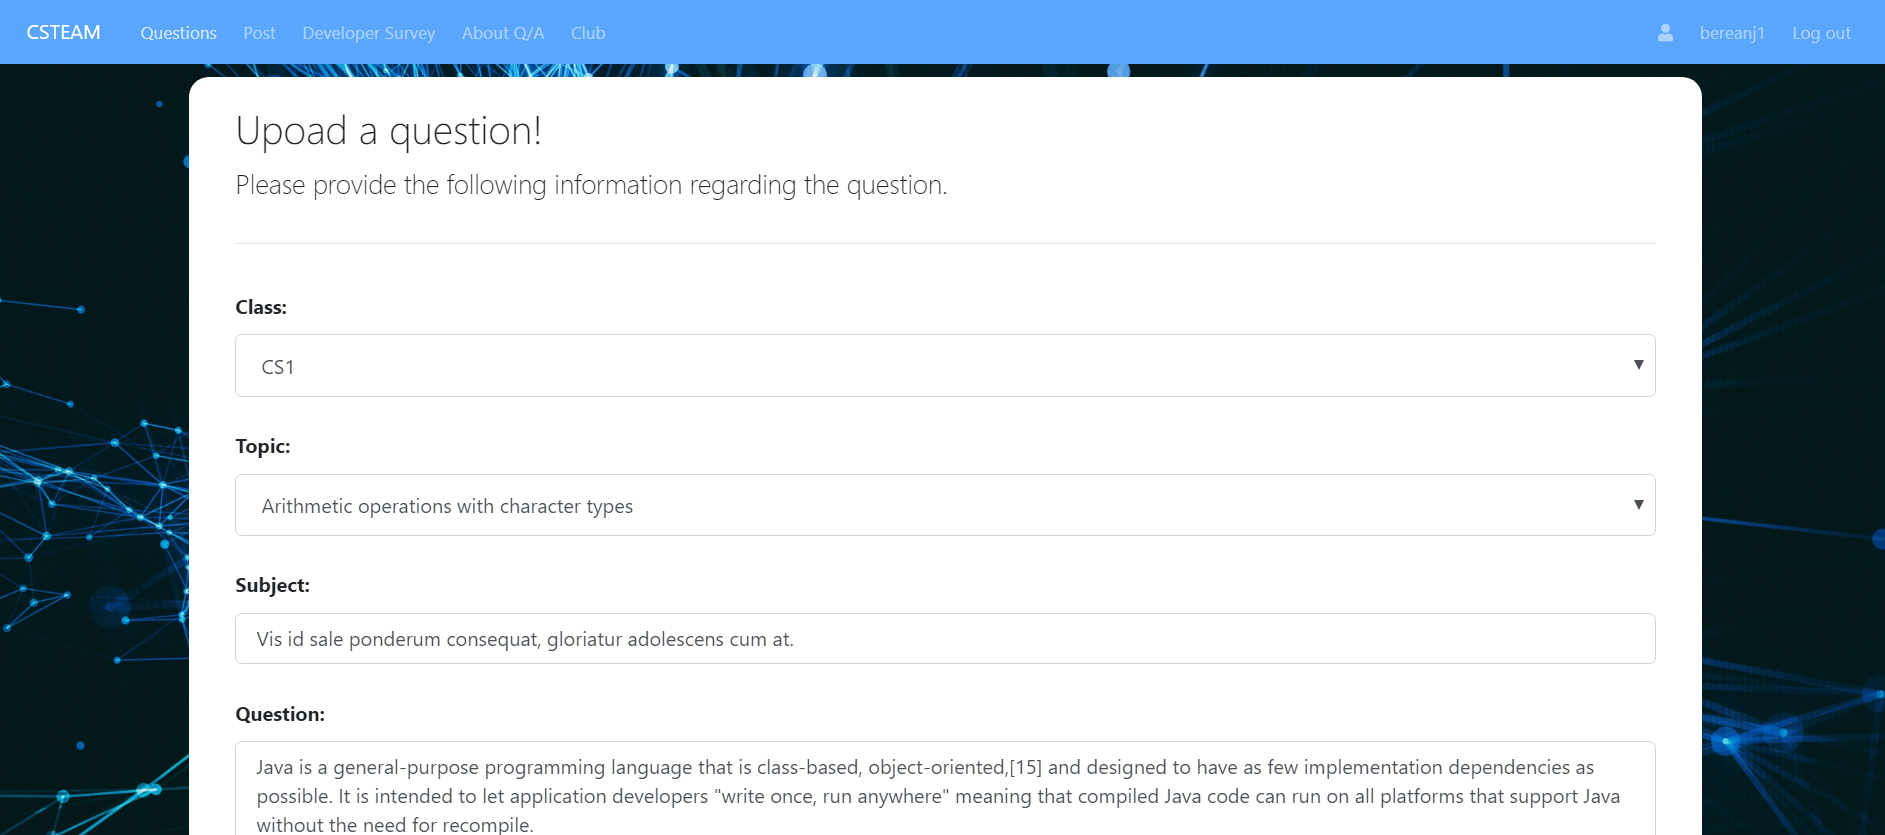 CSTEAM Questions Post Developer Survey About Q/A Club bereanj1 Log out
Upoad a question!
Please provide the following information regarding the question.
Class:
CS1
Topic:
Arithmetic operations with character types
Subject:
Vis id sale ponderum consequat, gloriatur adolescens cum at.
Question:
Java is a general-purpose programming language that is class-based, object-oriented,[15] and designed to have as few implementation dependencies as
possible. It is intended to let application developers "write once, run anywhere" meaning that compiled Java code can run on all platforms that support Java
without the need for recompile.